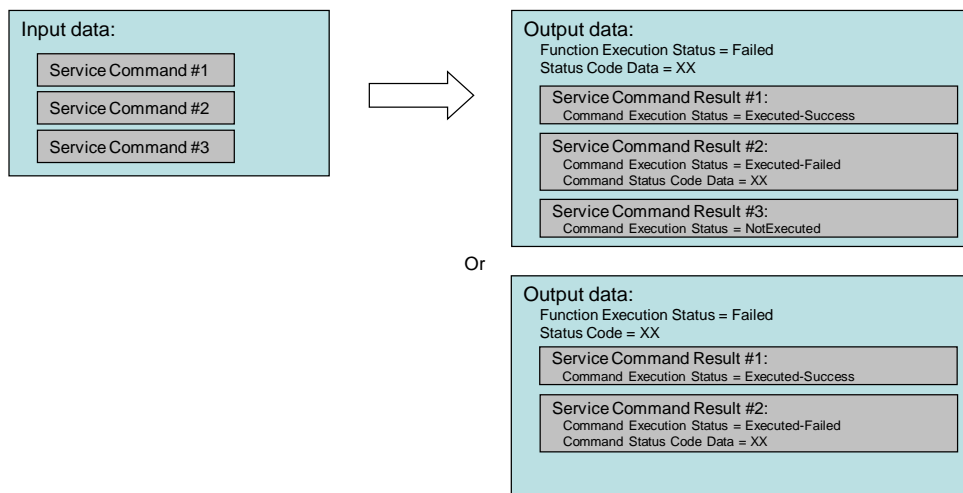 Input data:
Service Command #1
Service Command #2
Service Command #3
Output data:
Function Execution Status = Failed
Status Code Data = XX
Service Command Result #1:
Command Execution Status = Executed-Success
Service Command Result #2:
Command Execution Status = Executed-Failed
Command Status Code Data = XX
Service Command Result #3:
Command Execution Status = NotExecuted
Or
Output data:
Function Execution Status = Failed
Status Code = XX
Service Command Result #1:
Command Execution Status = Executed-Success
Service Command Result #2:
Command Execution Status = Executed-Failed
Command Status Code Data = XX